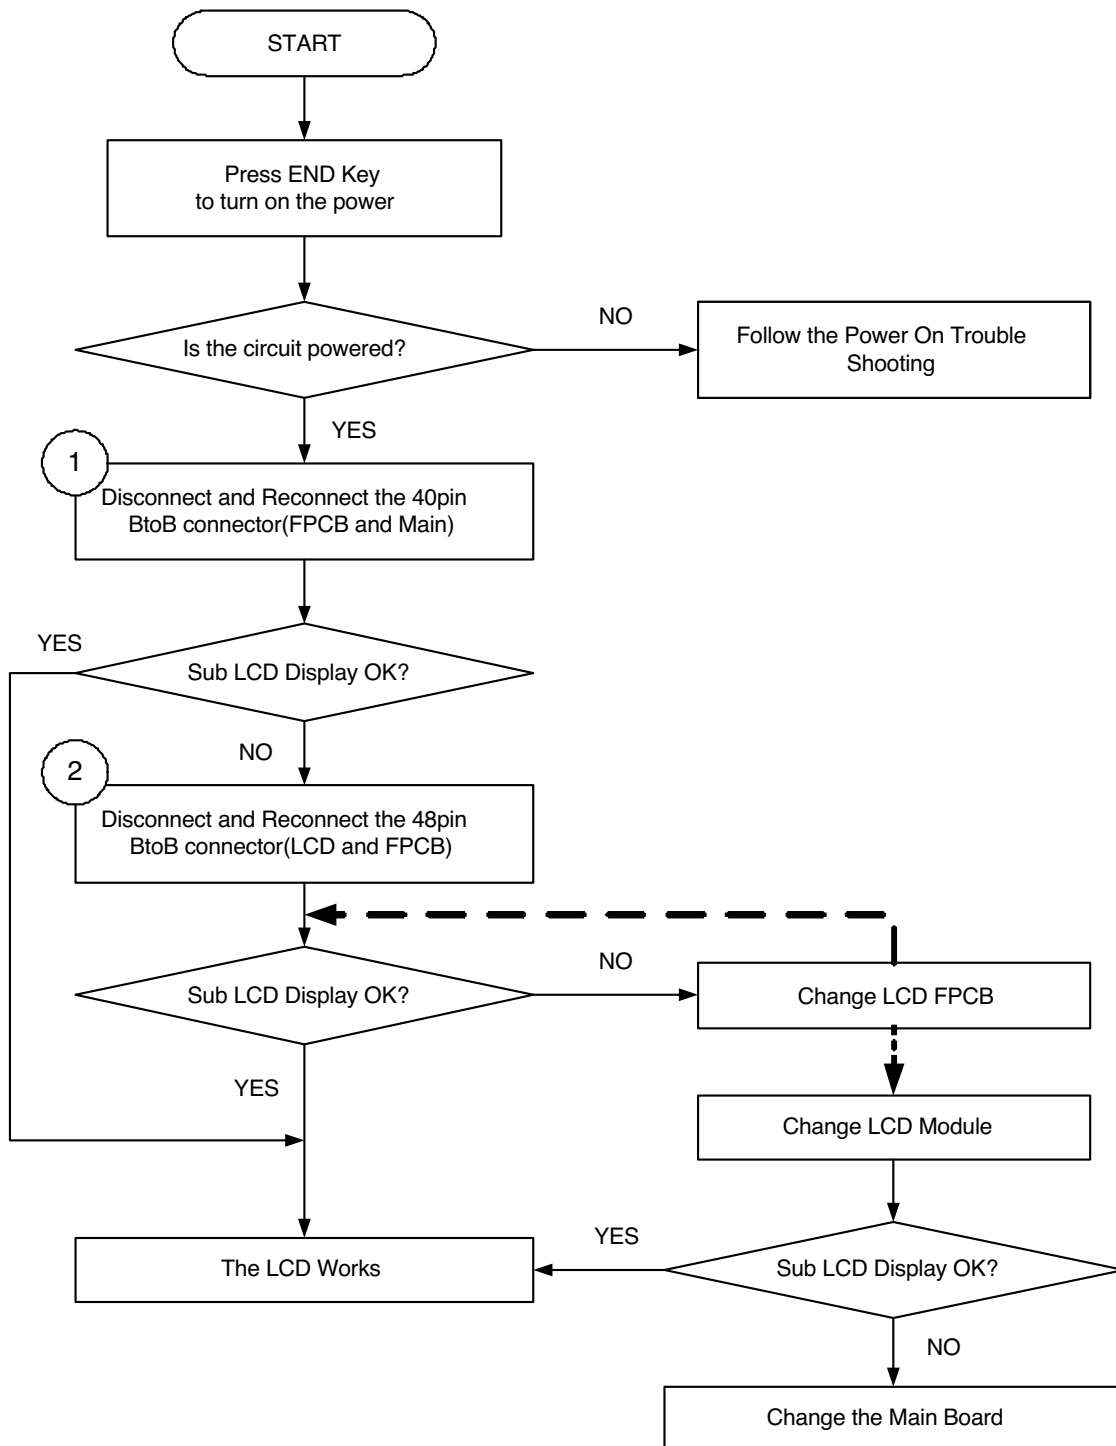 START
Press END Key
to turn on the power
Is the circuit powered?
NO
Follow the Power On Trouble
Shooting
YES
1
Disconnect and Reconnect the 40pin
BtoB connector(FPCB and Main)
YES
Sub LCD Display OK?
NO
2
Disconnect and Reconnect the 48pin
BtoB connector(LCD and FPCB)
Sub LCD Display OK?
NO
Change LCD FPCB
YES
Change LCD Module
The LCD Works
YES
Sub LCD Display OK?
NO
Change the Main Board